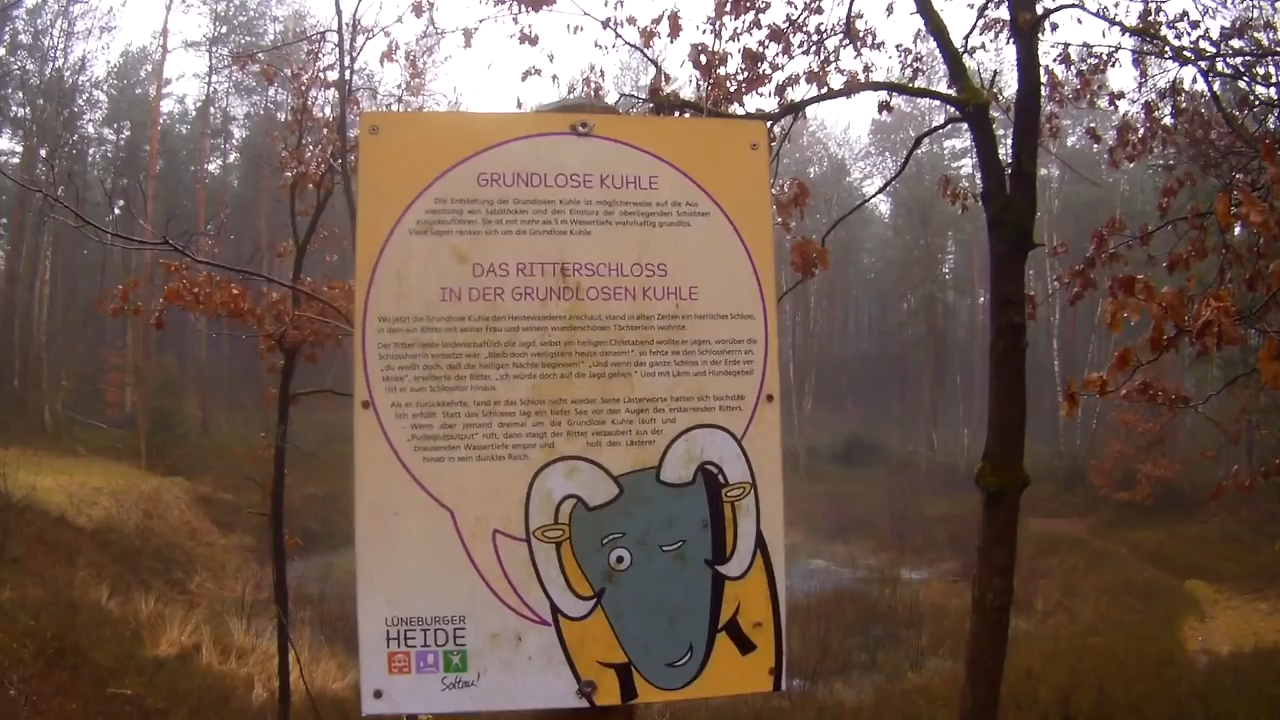 GRUNDLOSE KUHLE
Die Entstehung der Grundlosen Kuhle ist möglicherweise auf die Aus
waschung von Salzstöcken und den Einsturz der obenliegenden Schichten
zurückzuführen. Sie ist mit mehr als 5 m Wassertiefe wahrhaftig grundlos.
Viele Sagen ranken sich um die Grundlose Kuhle.
DAS RITTERSCHLOSS
IN DER GRUNDLOSEN KUHLE
Wo jetzt die Grundlose Kuhle den Heidewanderer anschaut, stand in alten Zeiten ein herrliches Schloss,
in dem ein Ritter mit seiner Frau und seinem wunderschönen Töchterlein wohnte.
Der Ritter liebte leidenschaftlich die Jagd, selbst am heiligen Christabend wollte er jagen, worüber die
Schlossherrin entsetzt war. „Bleib doch wenigstens heute daheim!", so flehte sie den Schlossherrn an,
„du weißt doch, daß die heiligen Nächte beginnen!" „Und wenn das ganze Schloss in der Erde ver
sinke", erwiderte der Ritter, „ich würde doch auf die Jagd gehen." Und mit Lärm und Hundegebell
ritt er zum Schlosstor hinaus.
Als er zurückkehrte, fand er das Schloss nicht wieder. Seine Lästerworte hatten sich buchstäb
lich erfüllt. Statt des Schlosses lag ein tiefer See vor den Augen des erstarrenden Ritters.
– Wenn aber jemand dreimal um die Grundlose Kuhle läuft und
ruft, dann steigt der Ritter verzaubert aus der
brausenden Wassertiefe empor und holt den Lästerer
hinab in sein dunkles Reich.
LÜNEBURGER
HEIDE
Soltau!